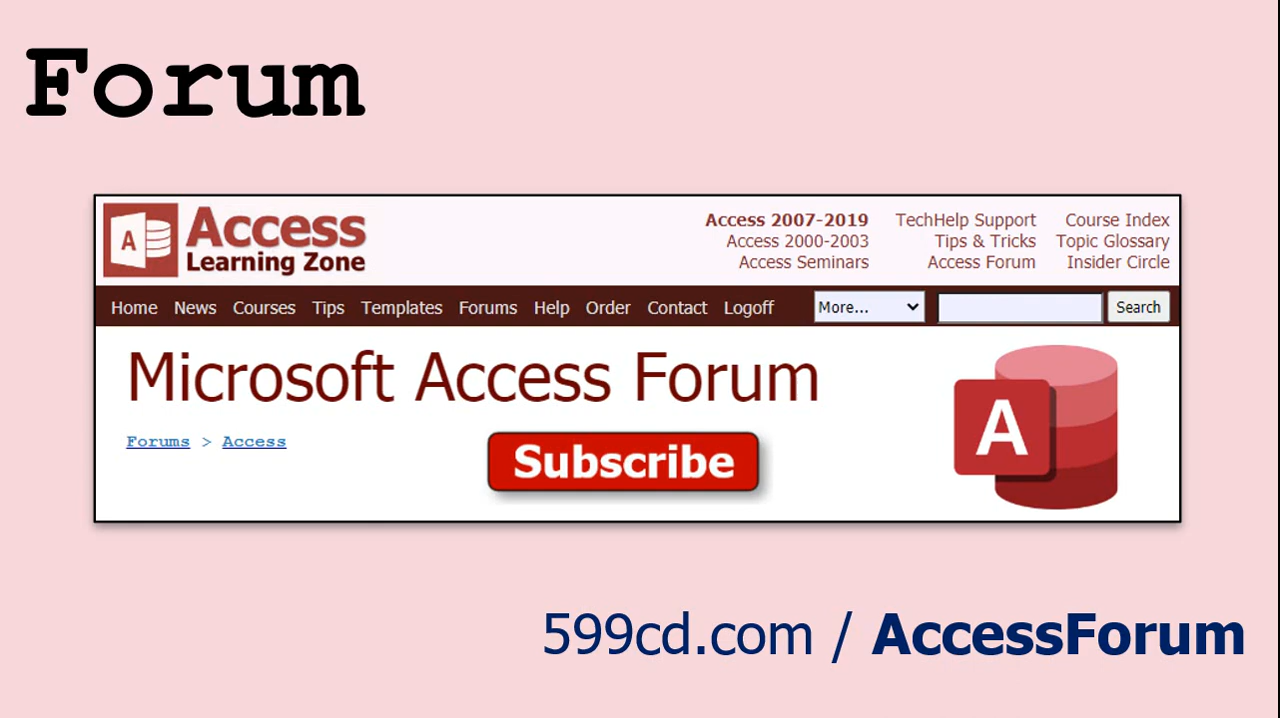 Forum
A
Access
Learning Zone
Access 2007-2019 TechHelp Support Course Index
Access 2000-2003 Tips & Tricks Topic Glossary
Access Seminars Access Forum Insider Circle
Home News Courses Tips Templates Forums Help Order Contact Logoff More... Search
Microsoft Access Forum
Forums > Access
Subscribe
A
599cd.com / AccessForum